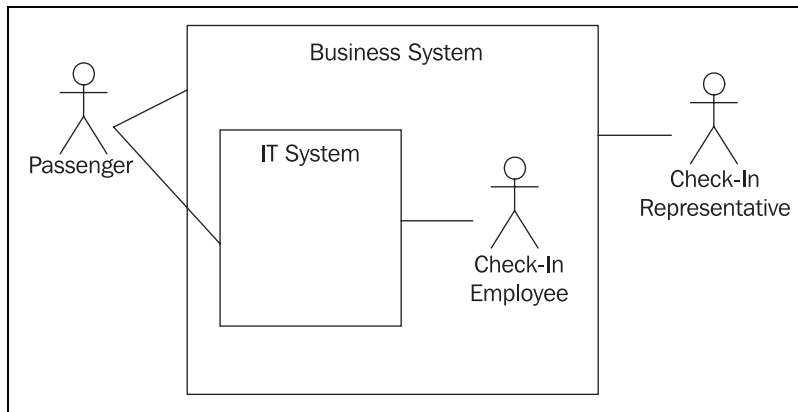 Business System
Passenger
IT System
Check-In
Employee
Check-In
Representative